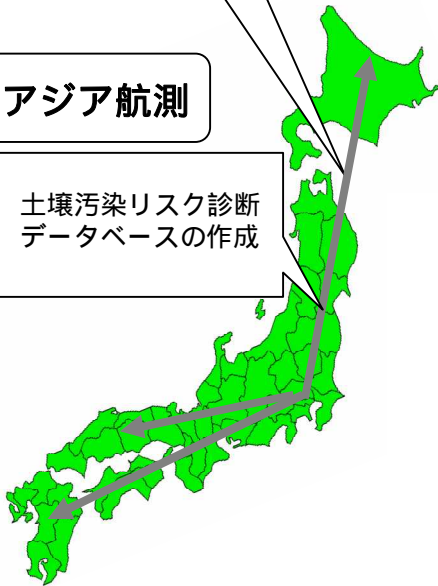 アジア航測
土壌汚染リスク診断
データベースの作成